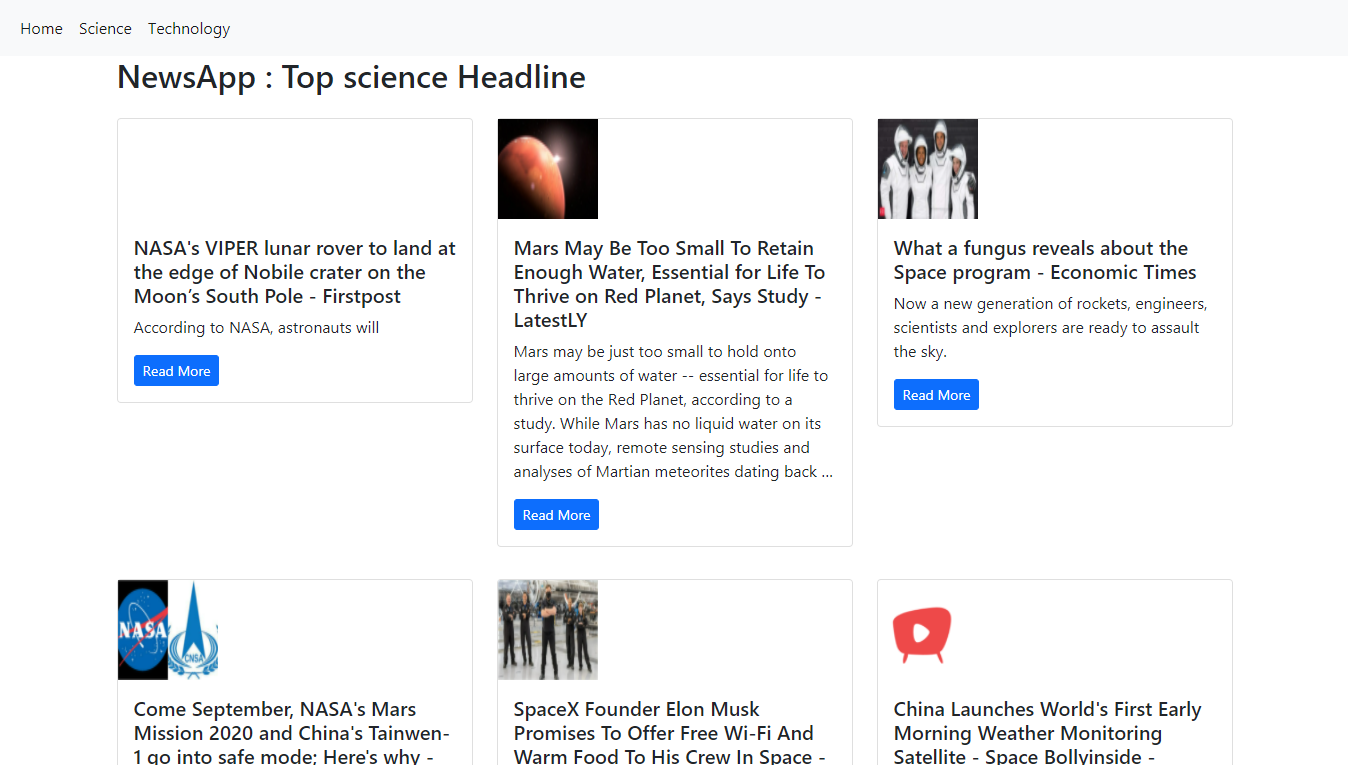 Home Science Technology
NewsApp : Top science Headline
NASA's VIPER lunar rover to land at
the edge of Nobile crater on the
Moon’s South Pole - Firstpost
According to NASA, astronauts will
Read More
Mars May Be Too Small To Retain
Enough Water, Essential for Life To
Thrive on Red Planet, Says Study -
LatestLY
Mars may be just too small to hold onto
large amounts of water -- essential for life to
thrive on the Red Planet, according to a
study. While Mars has no liquid water on its
surface today, remote sensing studies and
analyses of Martian meteorites dating back …
Read More
What a fungus reveals about the
Space program - Economic Times
Now a new generation of rockets, engineers,
scientists and explorers are ready to assault
the sky.
Read More
NASA
CNSA
Come September, NASA's Mars
Mission 2020 and China's Tainwen-
1 go into safe mode; Here's why -
SpaceX Founder Elon Musk
Promises To Offer Free Wi-Fi And
Warm Food To His Crew In Space -
China Launches World's First Early
Morning Weather Monitoring
Satellite - Space Bollyinside -